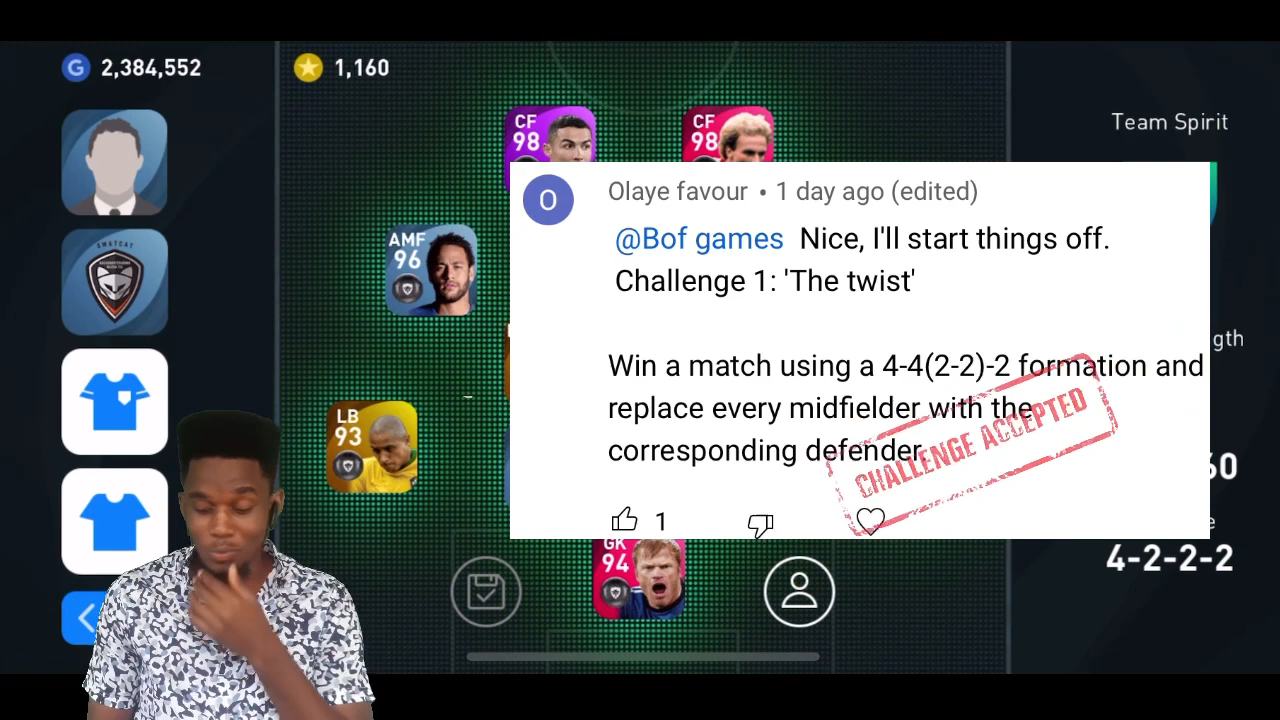 2,384,552
1,160
Team Spirit
CF
98
CF
98
SWATCAT
AMF
96
O
Olaye favour • 1 day ago (edited)
@Bof games Nice, I'll start things off.
Challenge 1: 'The twist'
Win a match using a 4-4(2-2)-2 formation and
replace every midfielder with the
corresponding defender.
CHALLENGE ACCEPTED
1
LB
93
GK
94
4-2-2-2